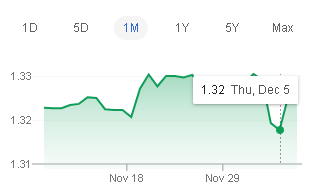 1D 5D 1M 1Y 5Y Max
1.33
1.32 Thu, Dec 5
1.32
1.31
Nov 18 Nov 29